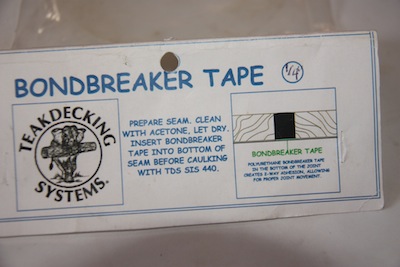 BONDBREAKER TAPE 1/4
TEAKDECKING
SYSTEMS.
PREPARE SEAM. CLEAN
WITH ACETONE, LET DRY.
INSERT BONDBREAKER
TAPE INTO BOTTOM OF
SEAM BEFORE CAULKING
WITH TDS SIS 440.
BONDBREAKER TAPE
POLYURETHANE BONDBREAKER TAPE
IN THE BOTTOM OF THE JOINT
CREATES 2-WAY ADHESION, ALLOWING
FOR PROPER JOINT MOVEMENT.